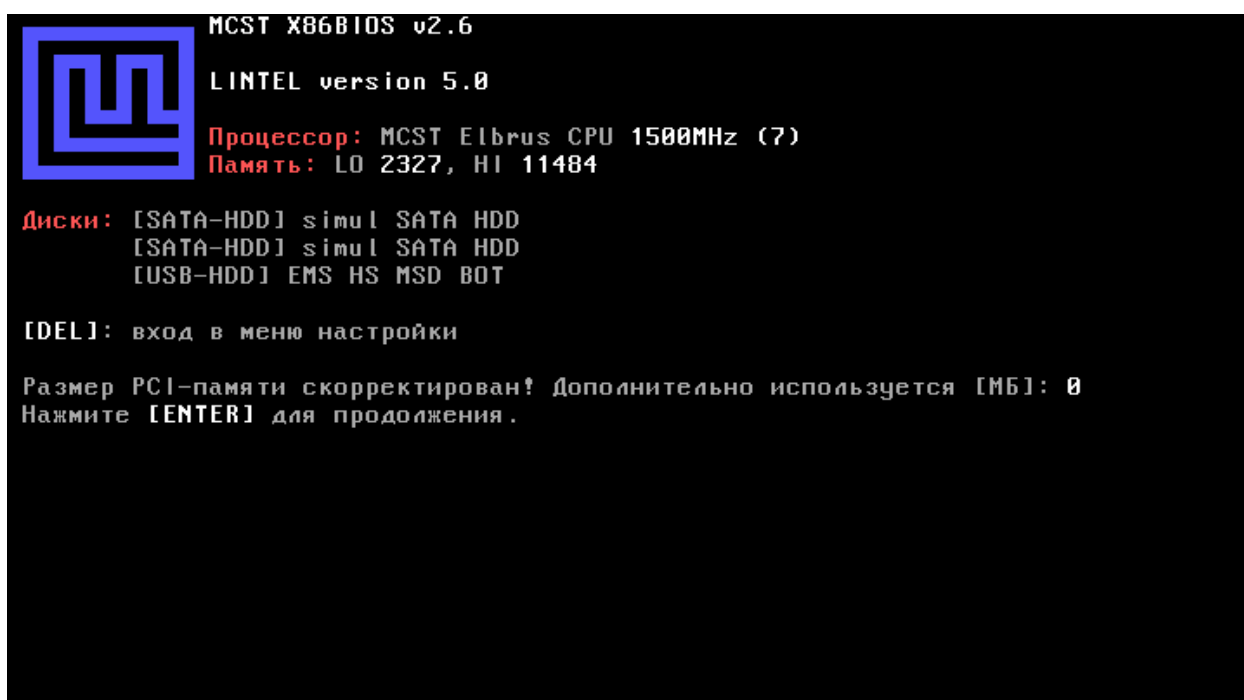 MCST X86BIOS v2.6
LINTEL version 5.0
Процессор: MCST Elbrus CPU 1500MHz (7)
Память: LO 2327, HI 11484
Диски: [SATA-HDD] simul SATA HDD
[SATA-HDD] simul SATA HDD
[USB-HDD] EMS HS MSD BOT
[DEL]: вход в меню настройки
Размер PCI-памяти скорректирован! Дополнительно используется [МБ]: 0
Нажмите [ENTER] для продолжения.